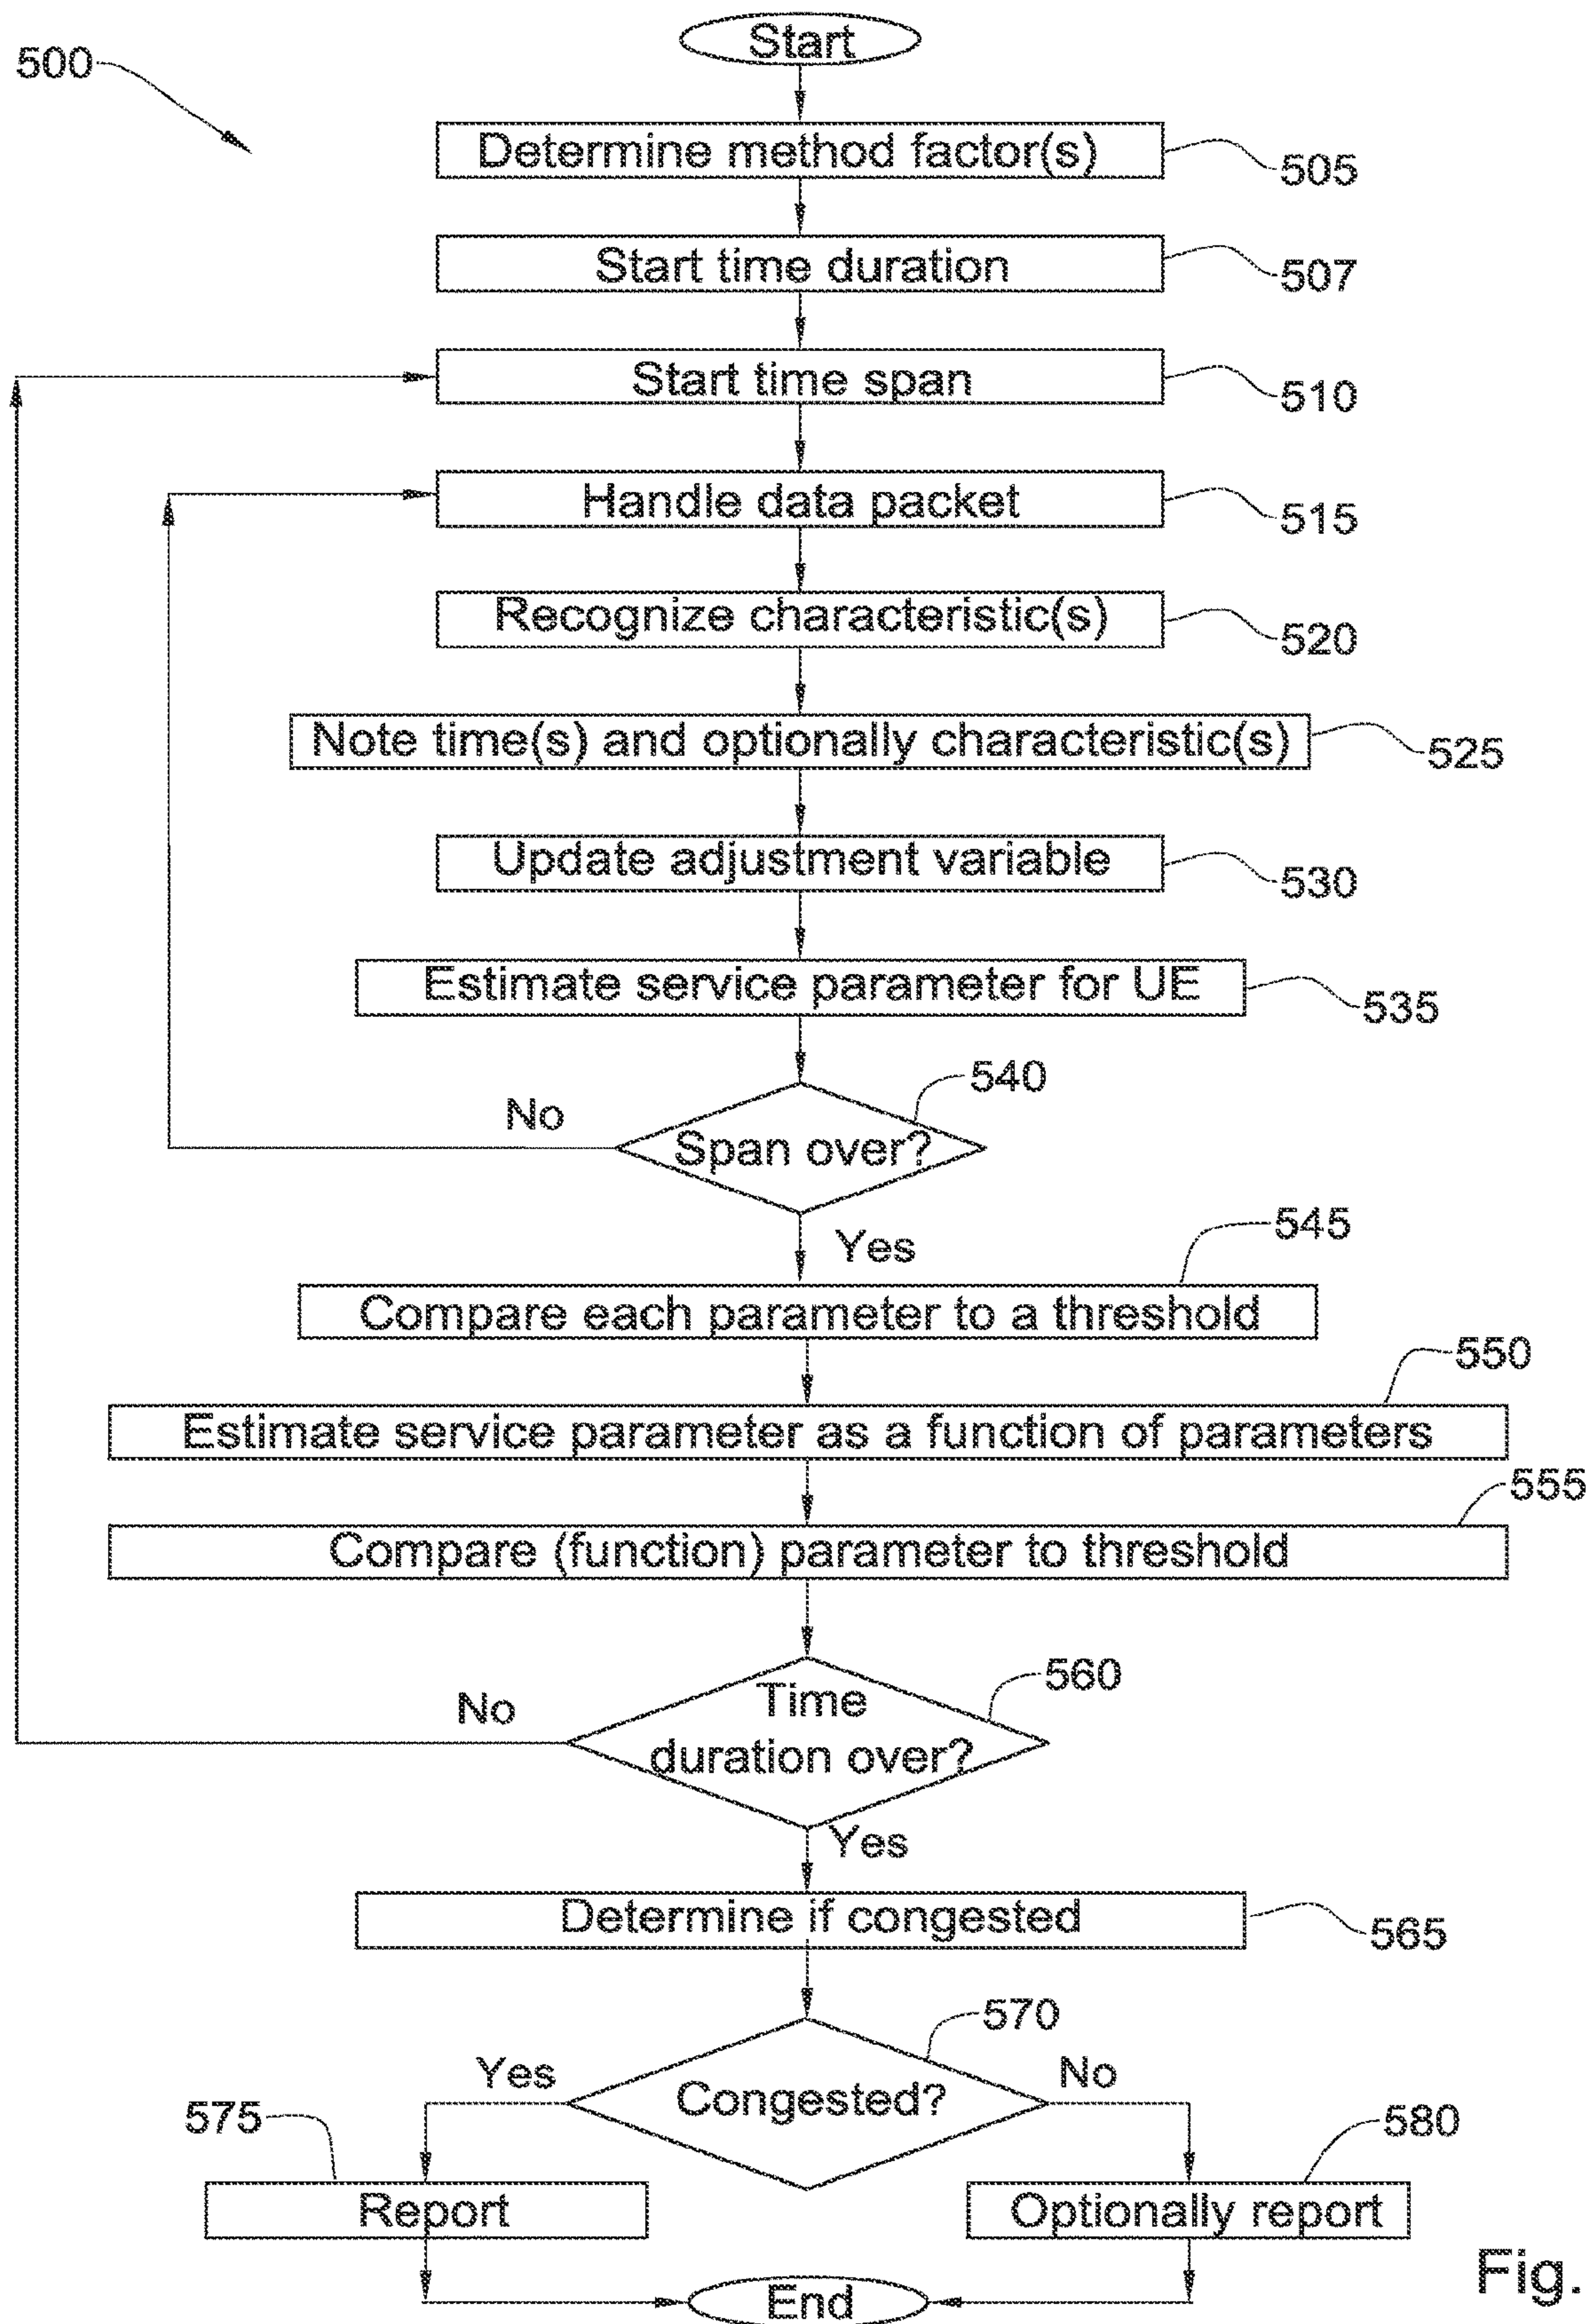 Start
500
Determine method factor(s)
505
Start time duration
507
Start time span
510
Handle data packet
515
Recognize characteristic(s)
520
Note time(s) and optionally characteristic(s)
525
Update adjustment variable
530
Estimate service parameter for UE
535
540
No
Span over?
545
Yes
Compare each parameter to a threshold
550
Estimate service parameter as a function of parameters
555
Compare (function) parameter to threshold
560
No
Time
duration over?
Yes
Determine if congested
565
570
Yes
No
Congested?
575
580
Report
Optionally report
End
Fig.